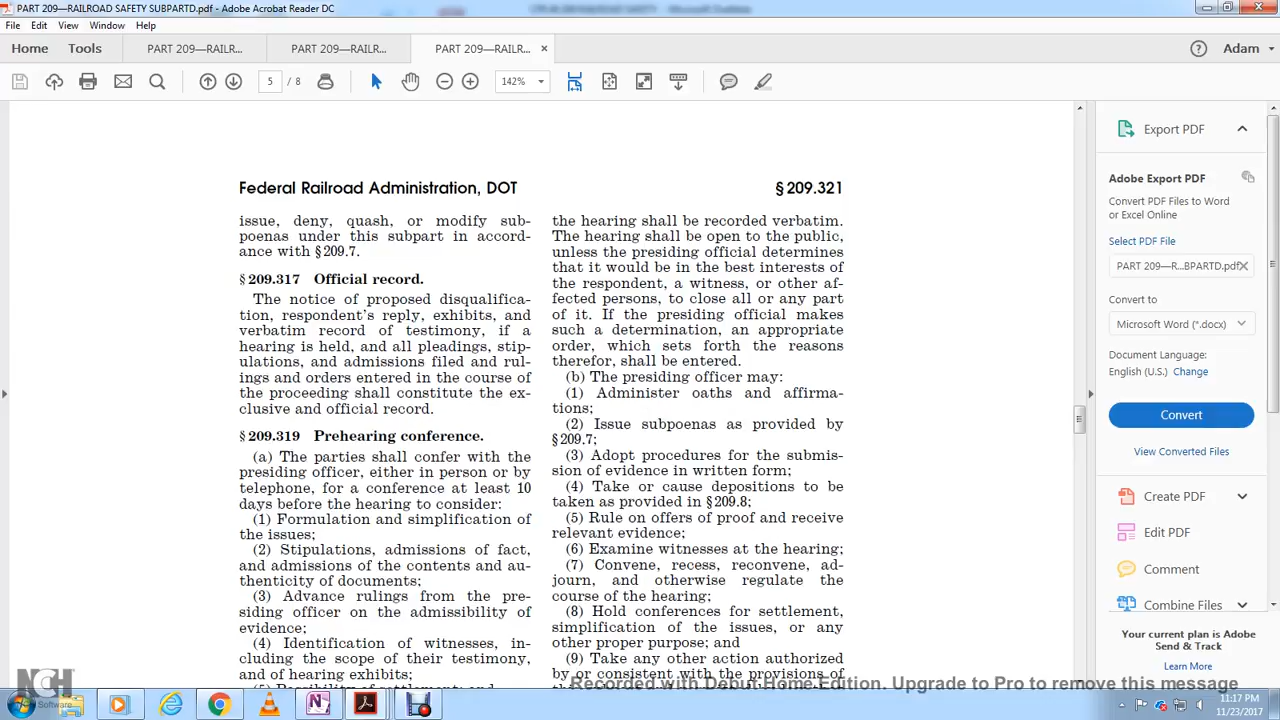 PART 209—RAILROAD SAFETY SUBPARTD.pdf - Adobe Acrobat Reader DC
File Edit View Window Help
Home Tools PART 209—RAILR... PART 209—RAILR... PART 209—RAILR... ×
Adam
5 / 8 142%
Federal Railroad Administration, DOT
§ 209.321
issue, deny, quash, or modify sub-
poenas under this subpart in accord-
ance with § 209.7.
§ 209.317 Official record.
The notice of proposed disqualifica-
tion, respondent's reply, exhibits, and
verbatim record of testimony, if a
hearing is held, and all pleadings, stip-
ulations, and admissions filed and rul-
ings and orders entered in the course of
the proceeding shall constitute the ex-
clusive and official record.
§ 209.319 Prehearing conference.
(a) The parties shall confer with the
presiding officer, either in person or by
telephone, for a conference at least 10
days before the hearing to consider:
(1) Formulation and simplification of
the issues;
(2) Stipulations, admissions of fact,
and admissions of the contents and au-
thenticity of documents;
(3) Advance rulings from the pre-
siding officer on the admissibility of
evidence;
(4) Identification of witnesses, in-
cluding the scope of their testimony,
and of hearing exhibits;
the hearing shall be recorded verbatim.
The hearing shall be open to the public,
unless the presiding official determines
that it would be in the best interests of
the respondent, a witness, or other af-
fected persons, to close all or any part
of it. If the presiding official makes
such a determination, an appropriate
order, which sets forth the reasons
therefor, shall be entered.
(b) The presiding officer may:
(1) Administer oaths and affirma-
tions;
(2) Issue subpoenas as provided by
§ 209.7;
(3) Adopt procedures for the submis-
sion of evidence in written form;
(4) Take or cause depositions to be
taken as provided in § 209.8;
(5) Rule on offers of proof and receive
relevant evidence;
(6) Examine witnesses at the hearing;
(7) Convene, recess, reconvene, ad-
journ, and otherwise regulate the
course of the hearing;
(8) Hold conferences for settlement,
simplification of the issues, or any
other proper purpose; and
(9) Take any other action authorized
by or consistent with the provisions of
Export PDF
Adobe Export PDF
Convert PDF Files to Word
or Excel Online
Select PDF File
PART 209—R...BPARTD.pdf
Convert to
Microsoft Word (*.docx)
Document Language:
English (U.S.) Change
Convert
View Converted Files
Create PDF
Edit PDF
Comment
Combine Files
Your current plan is Adobe
Send & Track
Learn More
Recorded with Debut Home Edition. Upgrade to Pro to remove this message
NCH
Software
11:17 PM
11/23/2017